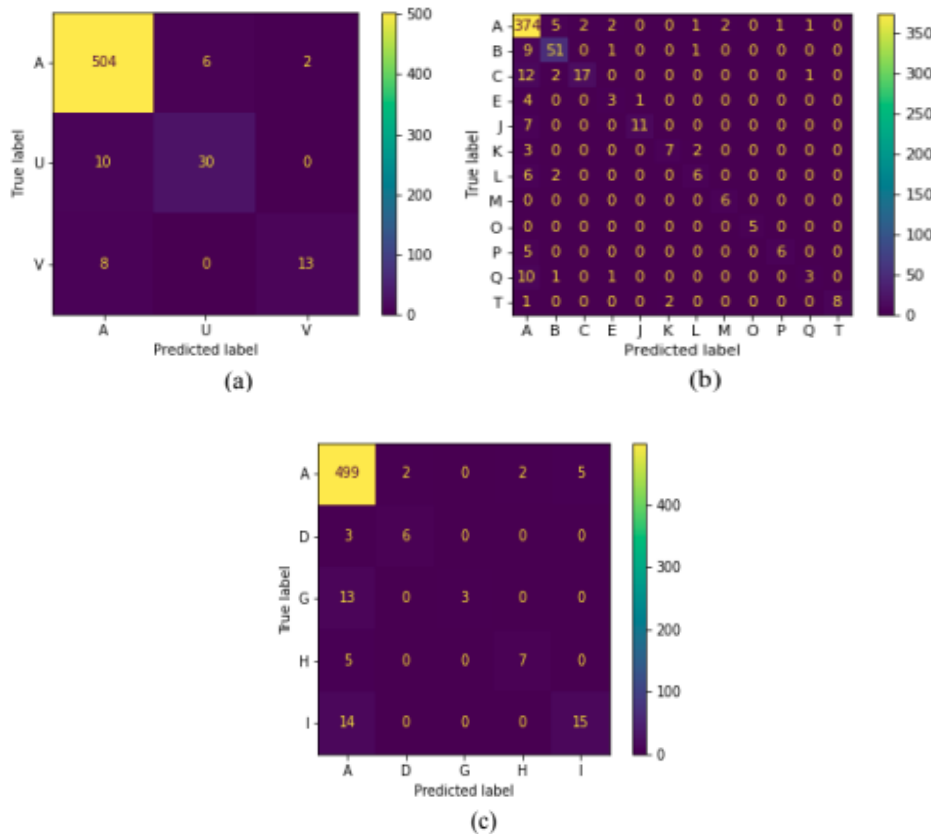 True label
A 504 6 2
U 10 30 0
V 8 0 13
A U V
Predicted label
500
400
300
200
100
0
(a)
True label
A 374 5 2 2 0 0 1 2 0 1 1 0
B 9 51 0 1 0 0 1 0 0 0 0 0
C 12 2 17 0 0 0 0 0 0 0 1 0
E 4 0 0 3 1 0 0 0 0 0 0 0
J 7 0 0 0 11 0 0 0 0 0 0 0
K 3 0 0 0 0 7 2 0 0 0 0 0
L 6 2 0 0 0 0 6 0 0 0 0 0
M 0 0 0 0 0 0 0 6 0 0 0 0
O 0 0 0 0 0 0 0 0 5 0 0 0
P 5 0 0 0 0 0 0 0 0 6 0 0
Q 10 1 0 1 0 0 0 0 0 0 3 0
T 1 0 0 0 0 2 0 0 0 0 0 8
A B C E J K L M O P Q T
Predicted label
350
300
250
200
150
100
50
0
(b)
True label
A 499 2 0 2 5
D 3 6 0 0 0
G 13 0 3 0 0
H 5 0 0 7 0
I 14 0 0 0 15
A D G H I
Predicted label
400
300
200
100
0
(c)